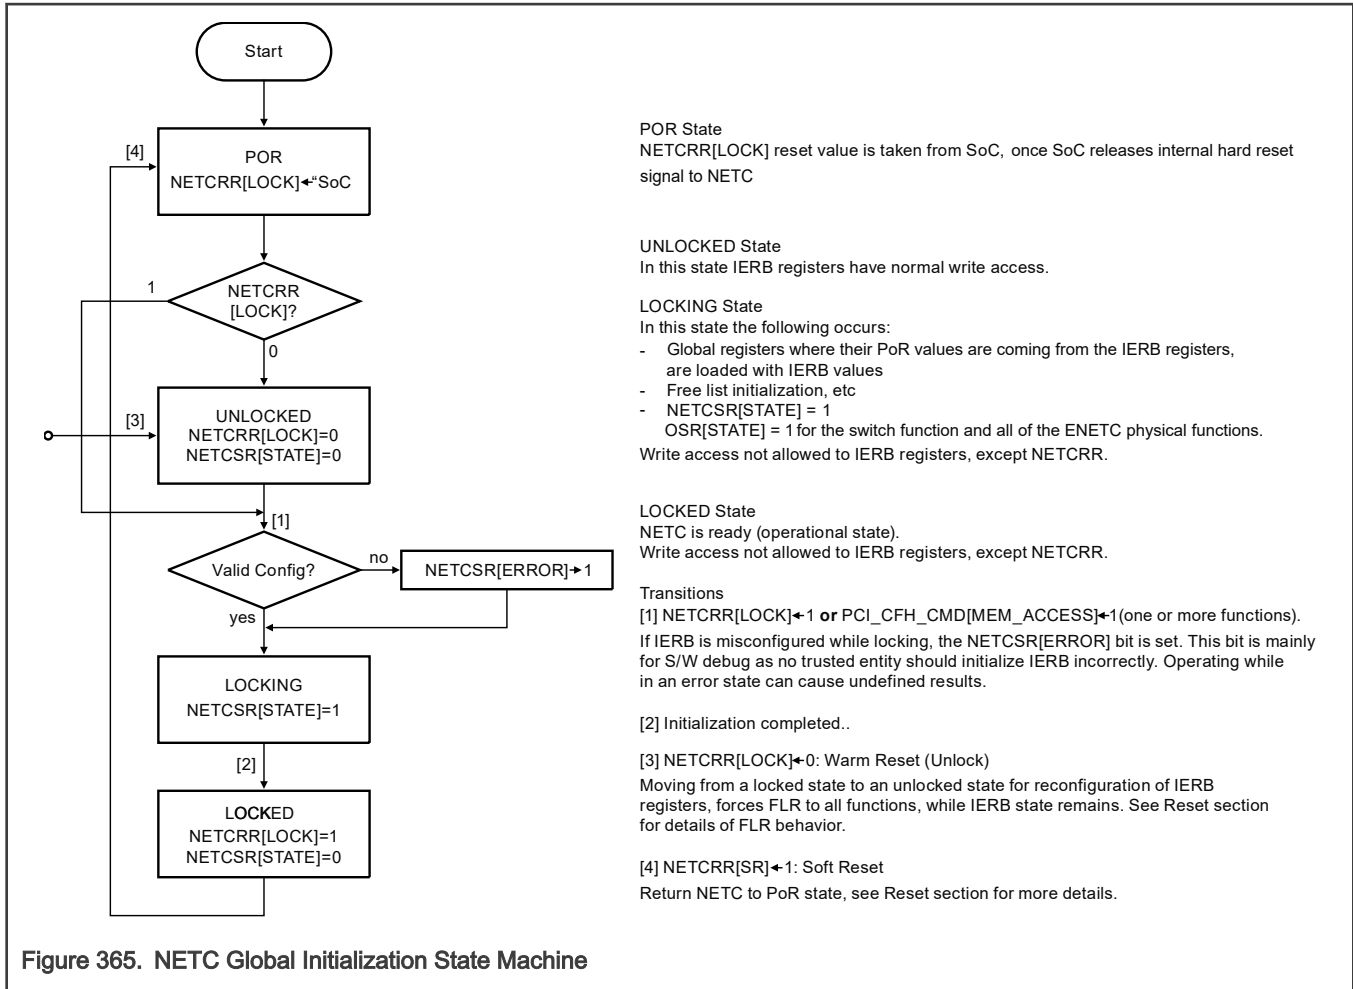 Start
[4]
POR
NETCRR[LOCK]←“SoC
1
NETCRR
[LOCK]?
0
[3]
UNLOCKED
NETCRR[LOCK]=0
NETCSR[STATE]=0
[1]
Valid Config?
no
NETCSR[ERROR]→1
yes
LOCKING
NETCSR[STATE]=1
[2]
LOCKED
NETCRR[LOCK]=1
NETCSR[STATE]=0
POR State
NETCRR[LOCK] reset value is taken from SoC, once SoC releases internal hard reset
signal to NETC
UNLOCKED State
In this state IERB registers have normal write access.
LOCKING State
In this state the following occurs:
- Global registers where their PoR values are coming from the IERB registers,
are loaded with IERB values
- Free list initialization, etc
- NETCSR[STATE] = 1
OSR[STATE] = 1 for the switch function and all of the ENETC physical functions.
Write access not allowed to IERB registers, except NETCRR.
LOCKED State
NETC is ready (operational state).
Write access not allowed to IERB registers, except NETCRR.
Transitions
[1] NETCRR[LOCK]←1 or PCI_CFH_CMD[MEM_ACCESS]←1(one or more functions).
If IERB is misconfigured while locking, the NETCSR[ERROR] bit is set. This bit is mainly
for S/W debug as no trusted entity should initialize IERB incorrectly. Operating while
in an error state can cause undefined results.
[2] Initialization completed..
[3] NETCRR[LOCK]←0: Warm Reset (Unlock)
Moving from a locked state to an unlocked state for reconfiguration of IERB
registers, forces FLR to all functions, while IERB state remains. See Reset section
for details of FLR behavior.
[4] NETCRR[SR]←1: Soft Reset
Return NETC to PoR state, see Reset section for more details.
Figure 365. NETC Global Initialization State Machine